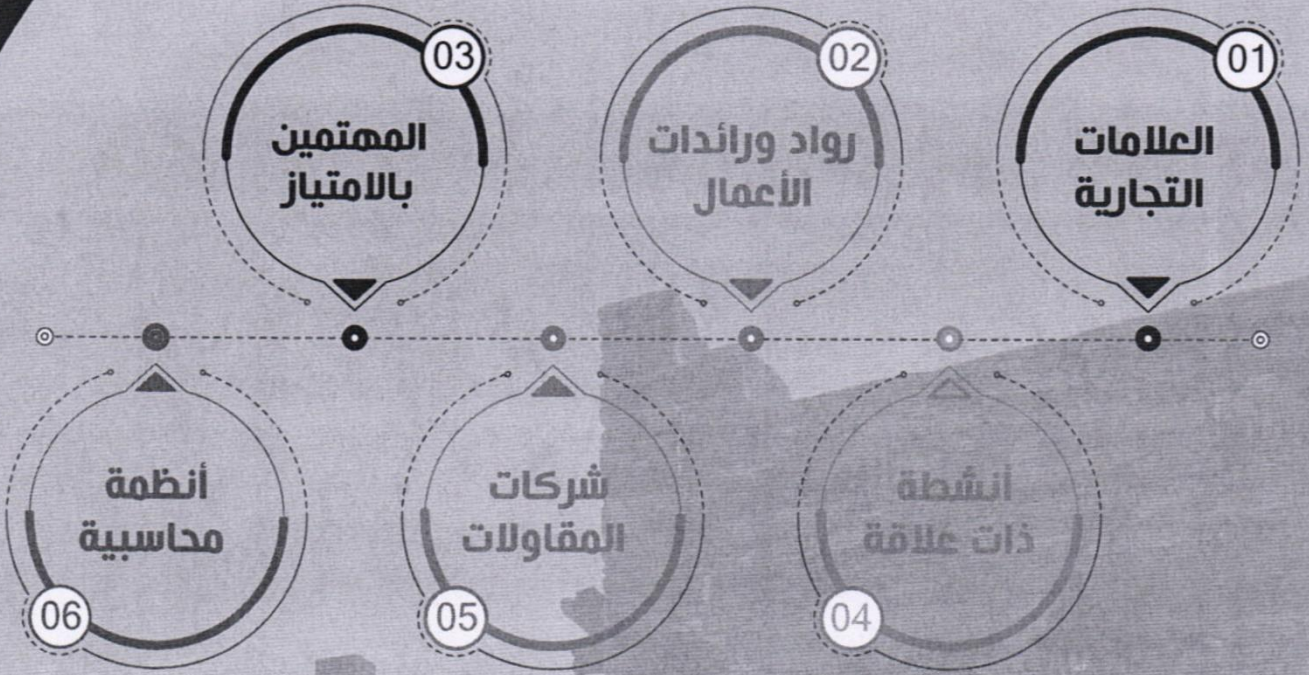 01
العلامات
التجارية
02
رواد ورائدات
الأعمال
03
المهتمين
بالامتياز
04
أنشطة
ذات علاقة
05
شركات
المقاولات
06
أنظمة
محاسبية